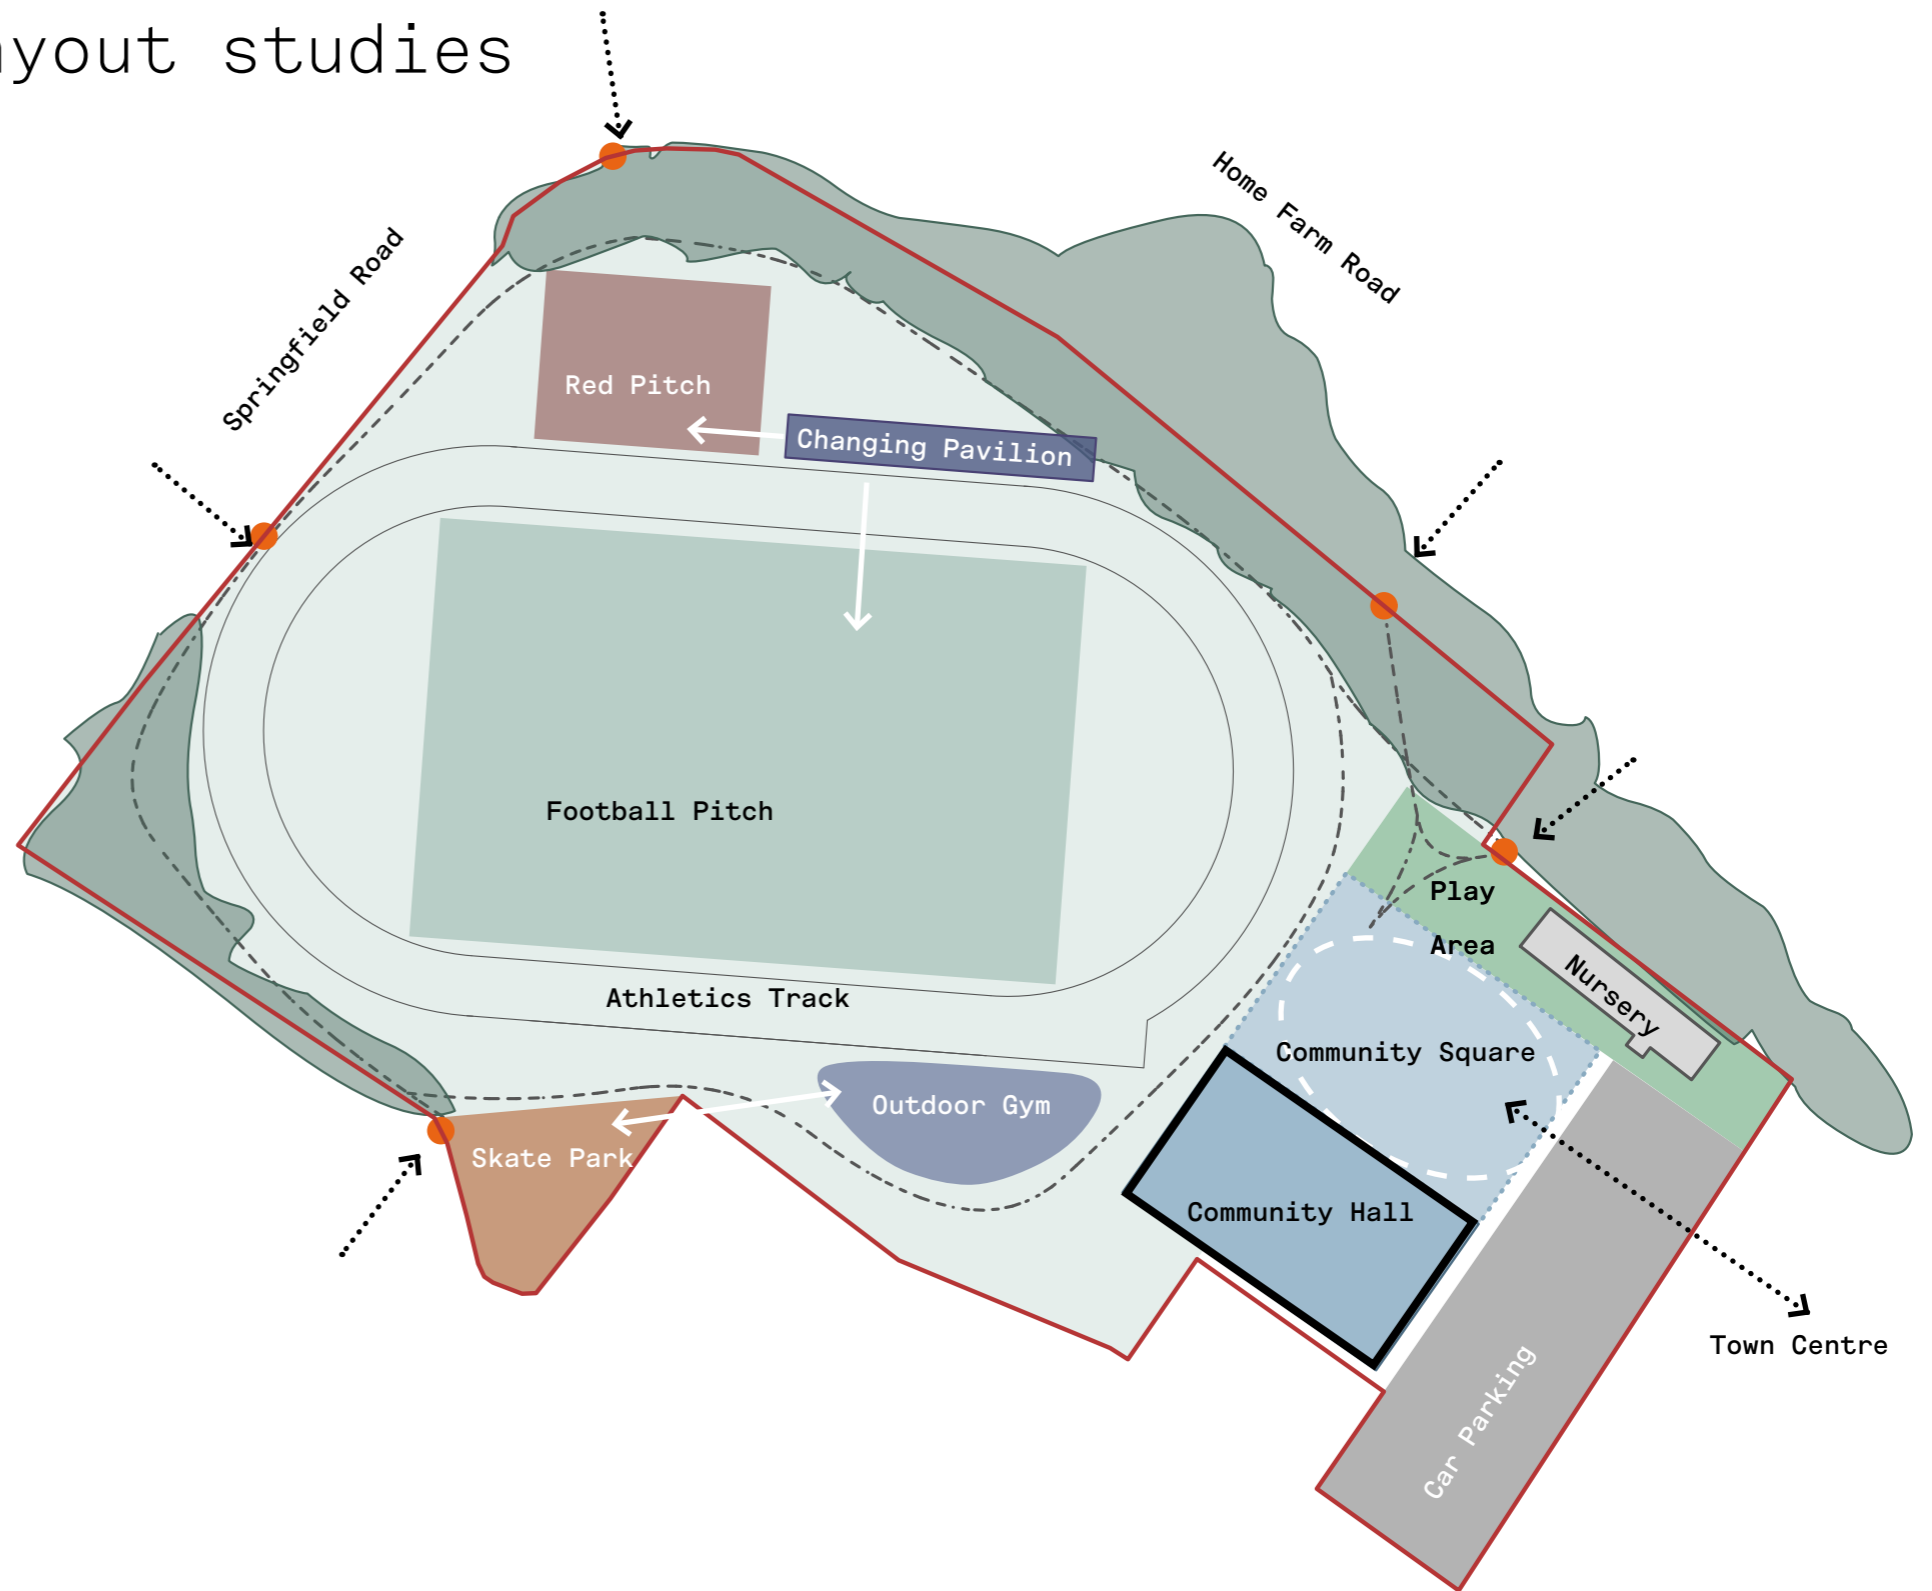 yout studies
Home Farm Road
Springfield Road
Red Pitch
Changing Pavilion
Football Pitch
Play
Area
Nursery
Athletics Track
Community Square
Outdoor Gym
Skate Park
Community Hall
Town Centre
Car Parking